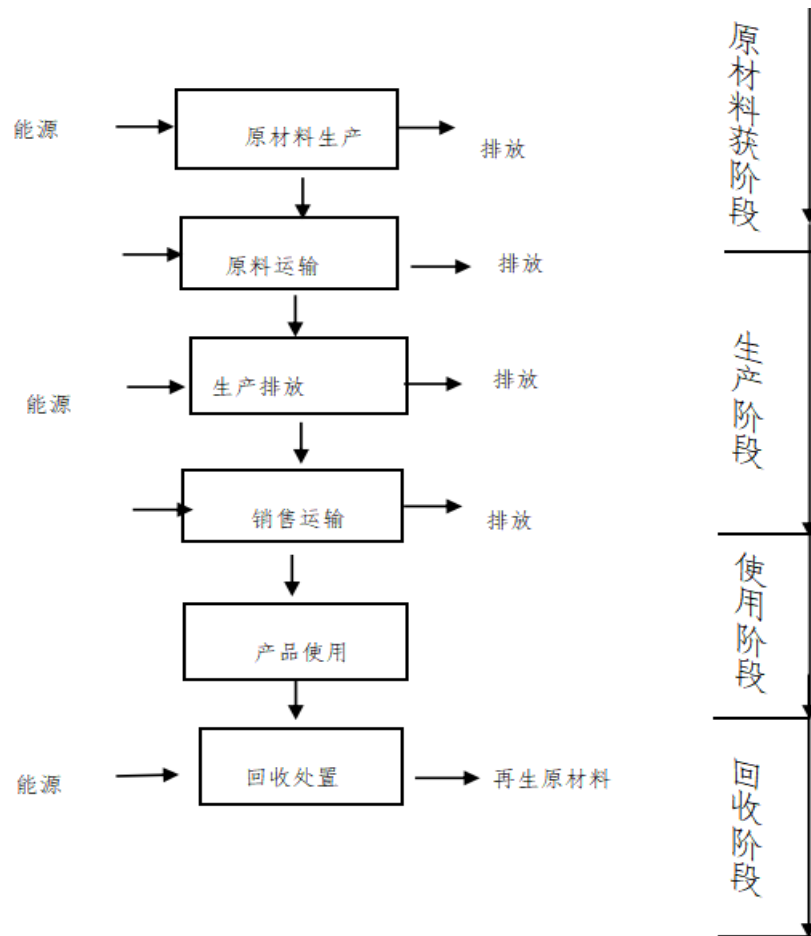 能源
原材料生产
排放
原料运输
排放
能源
生产排放
排放
销售运输
排放
产品使用
能源
回收处置
再生原材料
原材料获阶段
生产阶段
使用阶段
回收阶段